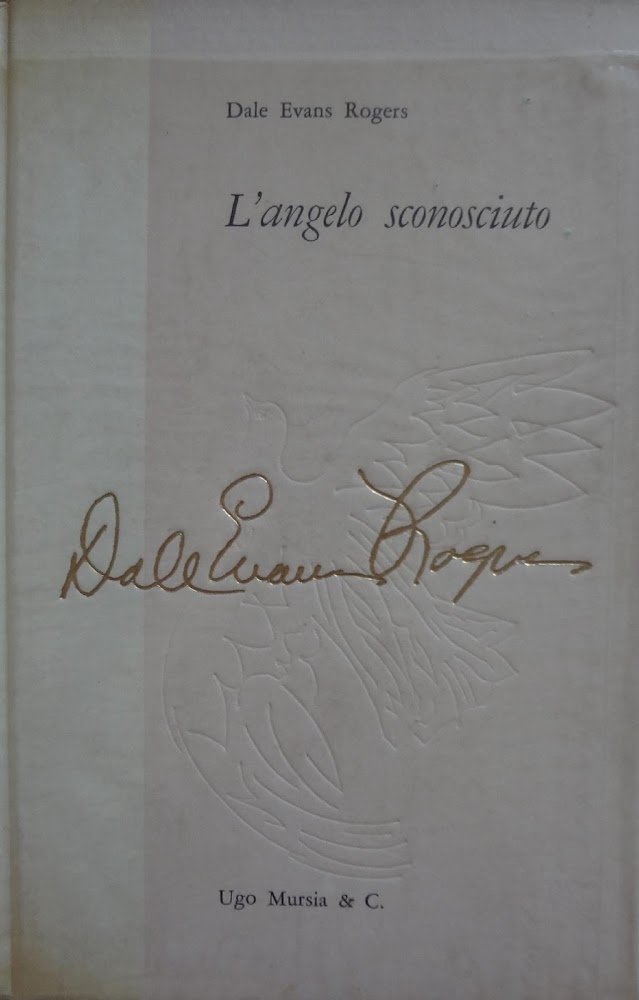 Dale Evans Rogers
L'angelo sconosciuto
Dale Evans Rogers
Ugo Mursia & C.